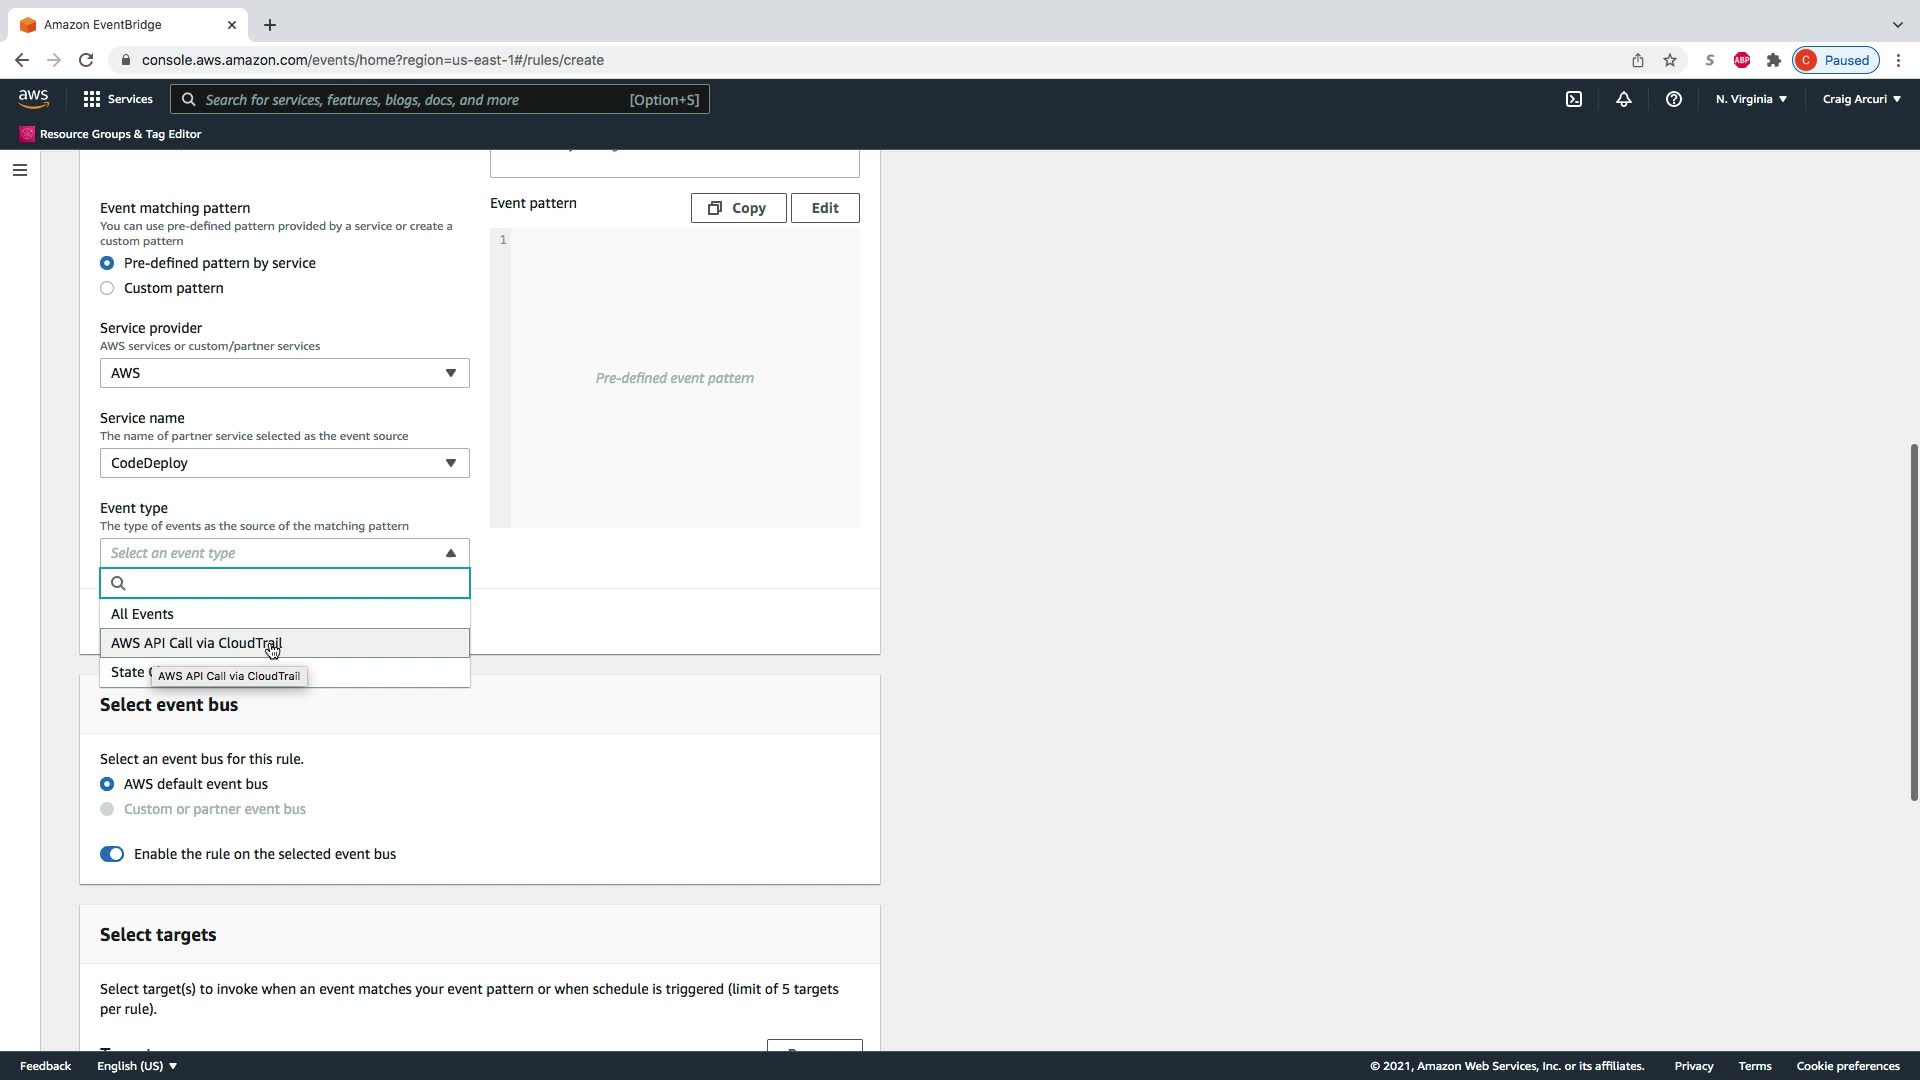 Amazon EventBridge
console.aws.amazon.com/events/home?region=us-east-1#/rules/create
ABP
C Paused
aws
Services
Search for services, features, blogs, docs, and more [Option+S]
N. Virginia
Craig Arcuri
Resource Groups & Tag Editor
Event matching pattern
You can use pre-defined pattern provided by a service or create a
custom pattern
Pre-defined pattern by service
Custom pattern
Service provider
AWS services or custom/partner services
AWS
Service name
The name of partner service selected as the event source
CodeDeploy
Event type
The type of events as the source of the matching pattern
Select an event type
All Events
AWS API Call via CloudTrail
State
AWS API Call via CloudTrail
Event pattern
Copy
Edit
1
Pre-defined event pattern
Select event bus
Select an event bus for this rule.
AWS default event bus
Custom or partner event bus
Enable the rule on the selected event bus
Select targets
Select target(s) to invoke when an event matches your event pattern or when schedule is triggered (limit of 5 targets
per rule).
Feedback
English (US)
© 2021, Amazon Web Services, Inc. or its affiliates.
Privacy
Terms
Cookie preferences